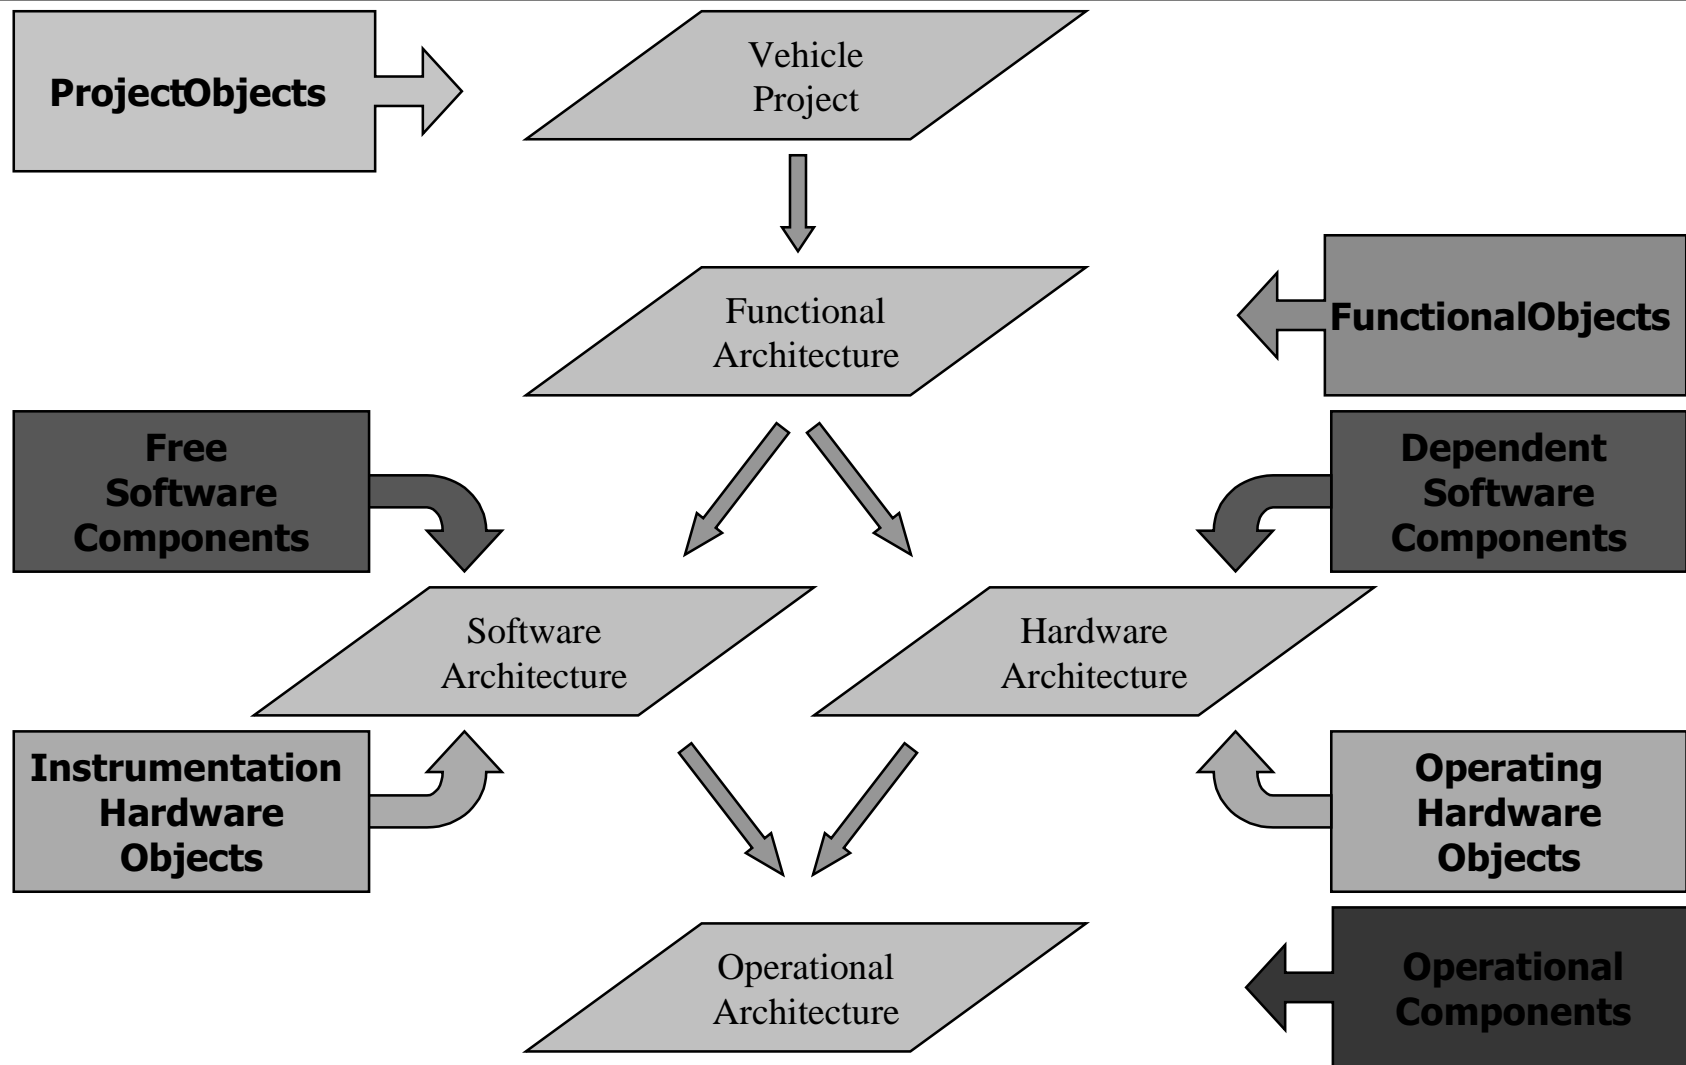 ProjectObjects
Vehicle
Project
Functional
Architecture
FunctionalObjects
Free
Software
Components
Dependent
Software
Components
Software
Architecture
Hardware
Architecture
Instrumentation
Hardware
Objects
Operating
Hardware
Objects
Operational
Architecture
Operational
Components